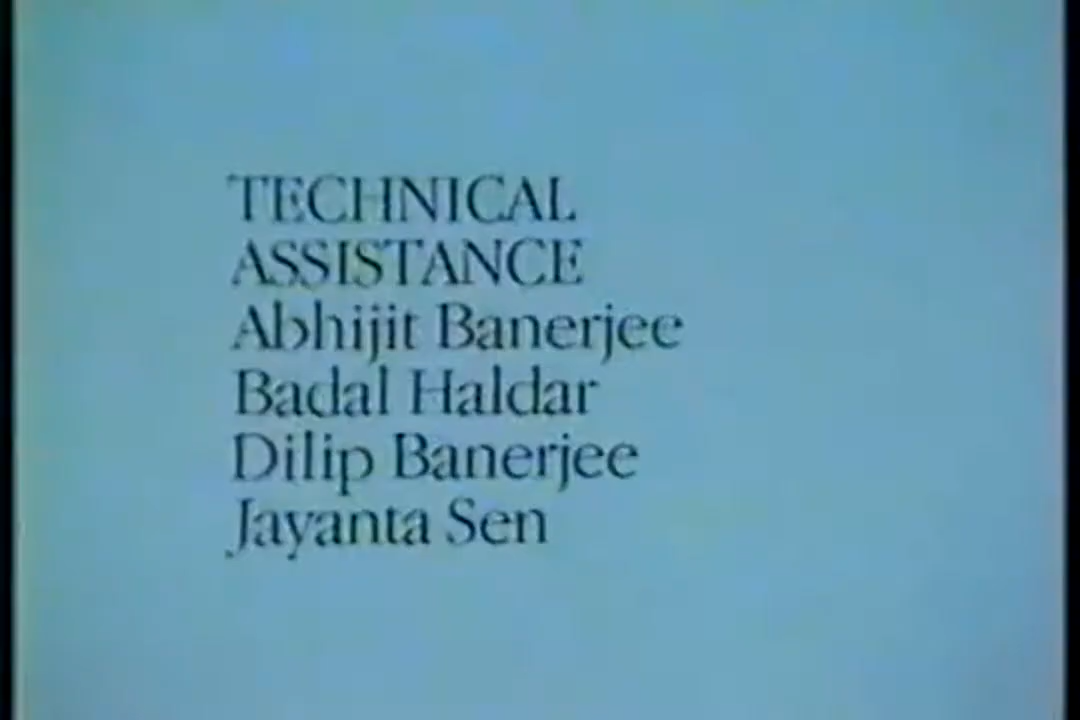 TECHNICAL
ASSISTANCE
Abhijit Banerjee
Badal Haldar
Dilip Banerjee
Jayanta Sen